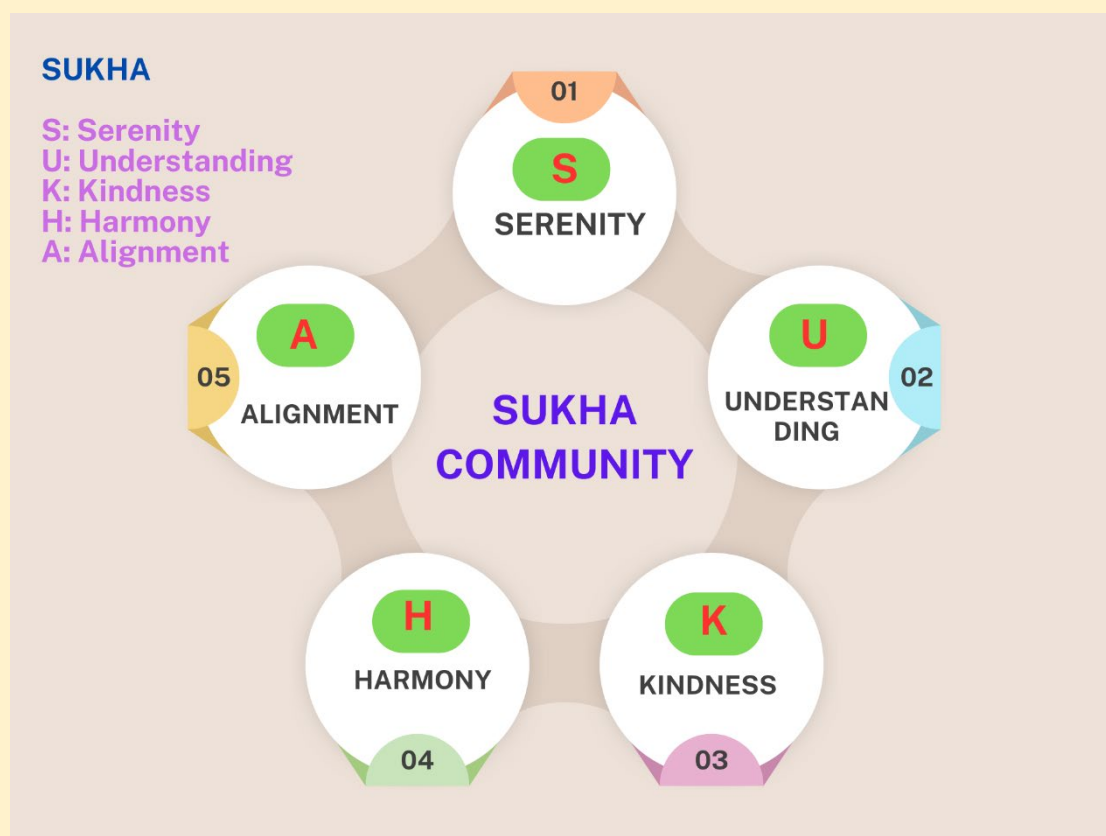 SUKHA
S: Serenity
U: Understanding
K: Kindness
H: Harmony
A: Alignment
01
S
SERENITY
U
02
UNDERSTAN
DING
K
KINDNESS
03
H
HARMONY
04
A
05
ALIGNMENT
SUKHA
COMMUNITY